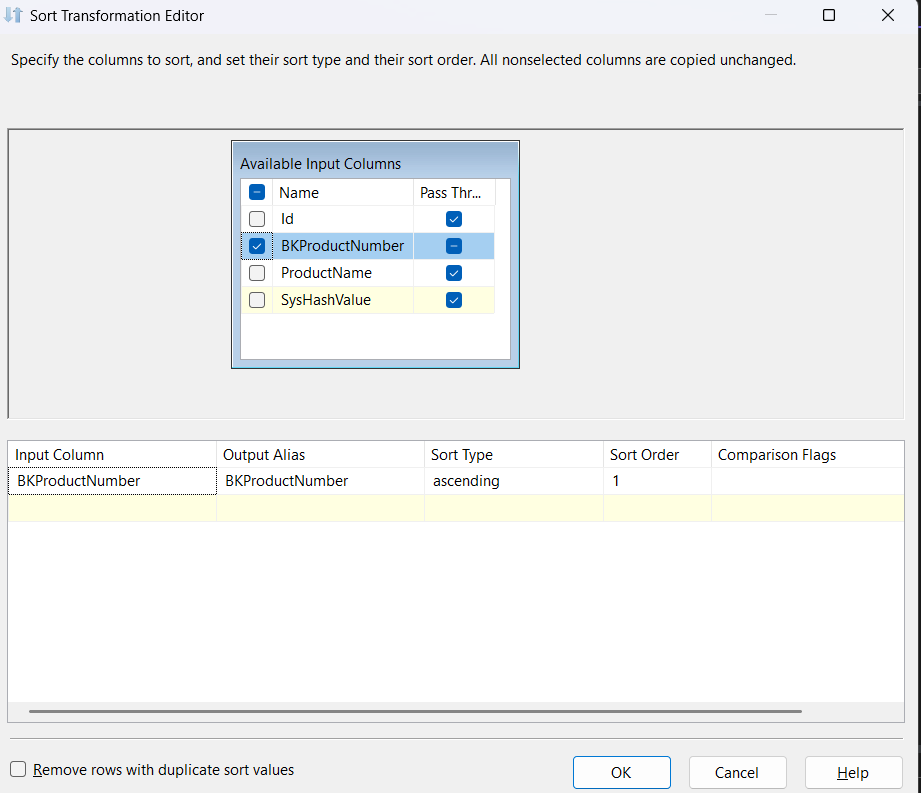 Sort Transformation Editor
Specify the columns to sort, and set their sort type and their sort order. All nonselected columns are copied unchanged.
Available Input Columns
Name Pass Thr...
Id
BKProductNumber
ProductName
SysHashValue
Input Column Output Alias Sort Type Sort Order Comparison Flags
BKProductNumber BKProductNumber ascending 1
Remove rows with duplicate sort values
OK Cancel Help